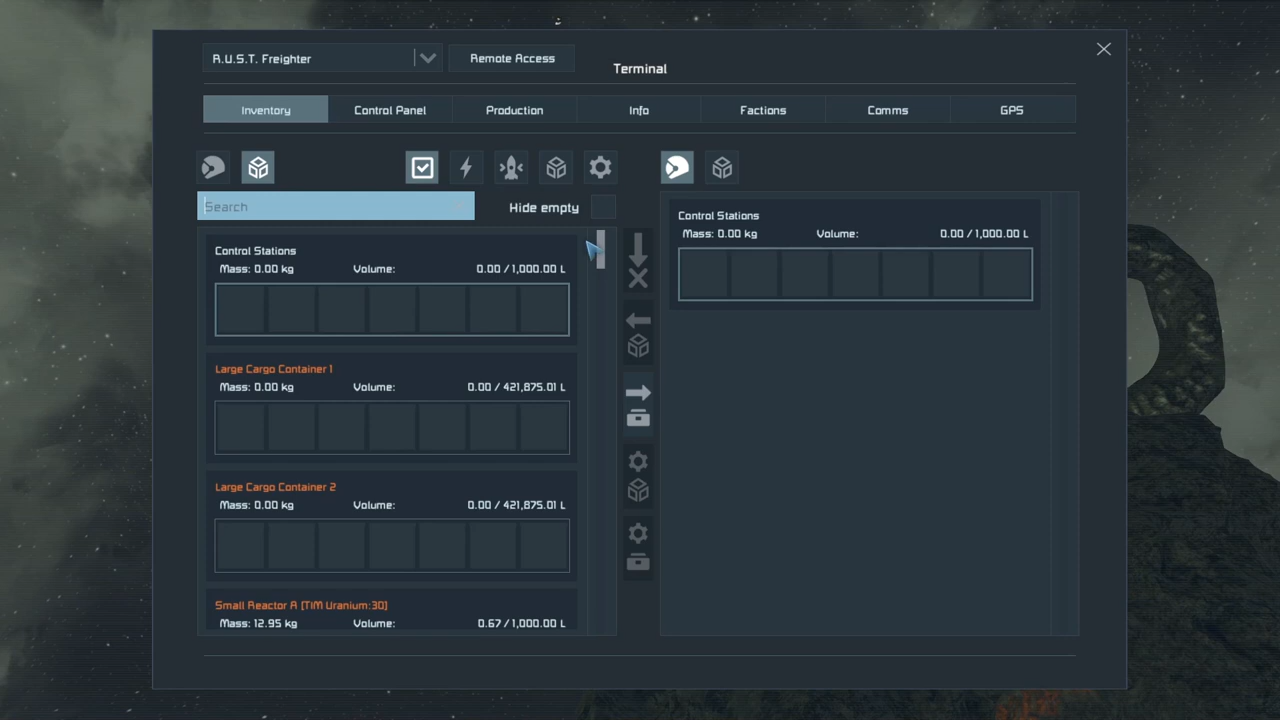 R.U.S.T. Freighter
Remote Access
Terminal
Inventory
Control Panel
Production
Info
Factions
Comms
GPS
Search
Hide empty
Control Stations
Mass: 0.00 kg
Volume:
0.00 / 1,000.00 L
Large Cargo Container 1
Mass: 0.00 kg
Volume:
0.00 / 421,875.01 L
Large Cargo Container 2
Mass: 0.00 kg
Volume:
0.00 / 421,875.01 L
Small Reactor A [TIM Uranium:30]
Mass: 12.95 kg
Volume:
0.67 / 1,000.00 L
Control Stations
Mass: 0.00 kg
Volume:
0.00 / 1,000.00 L